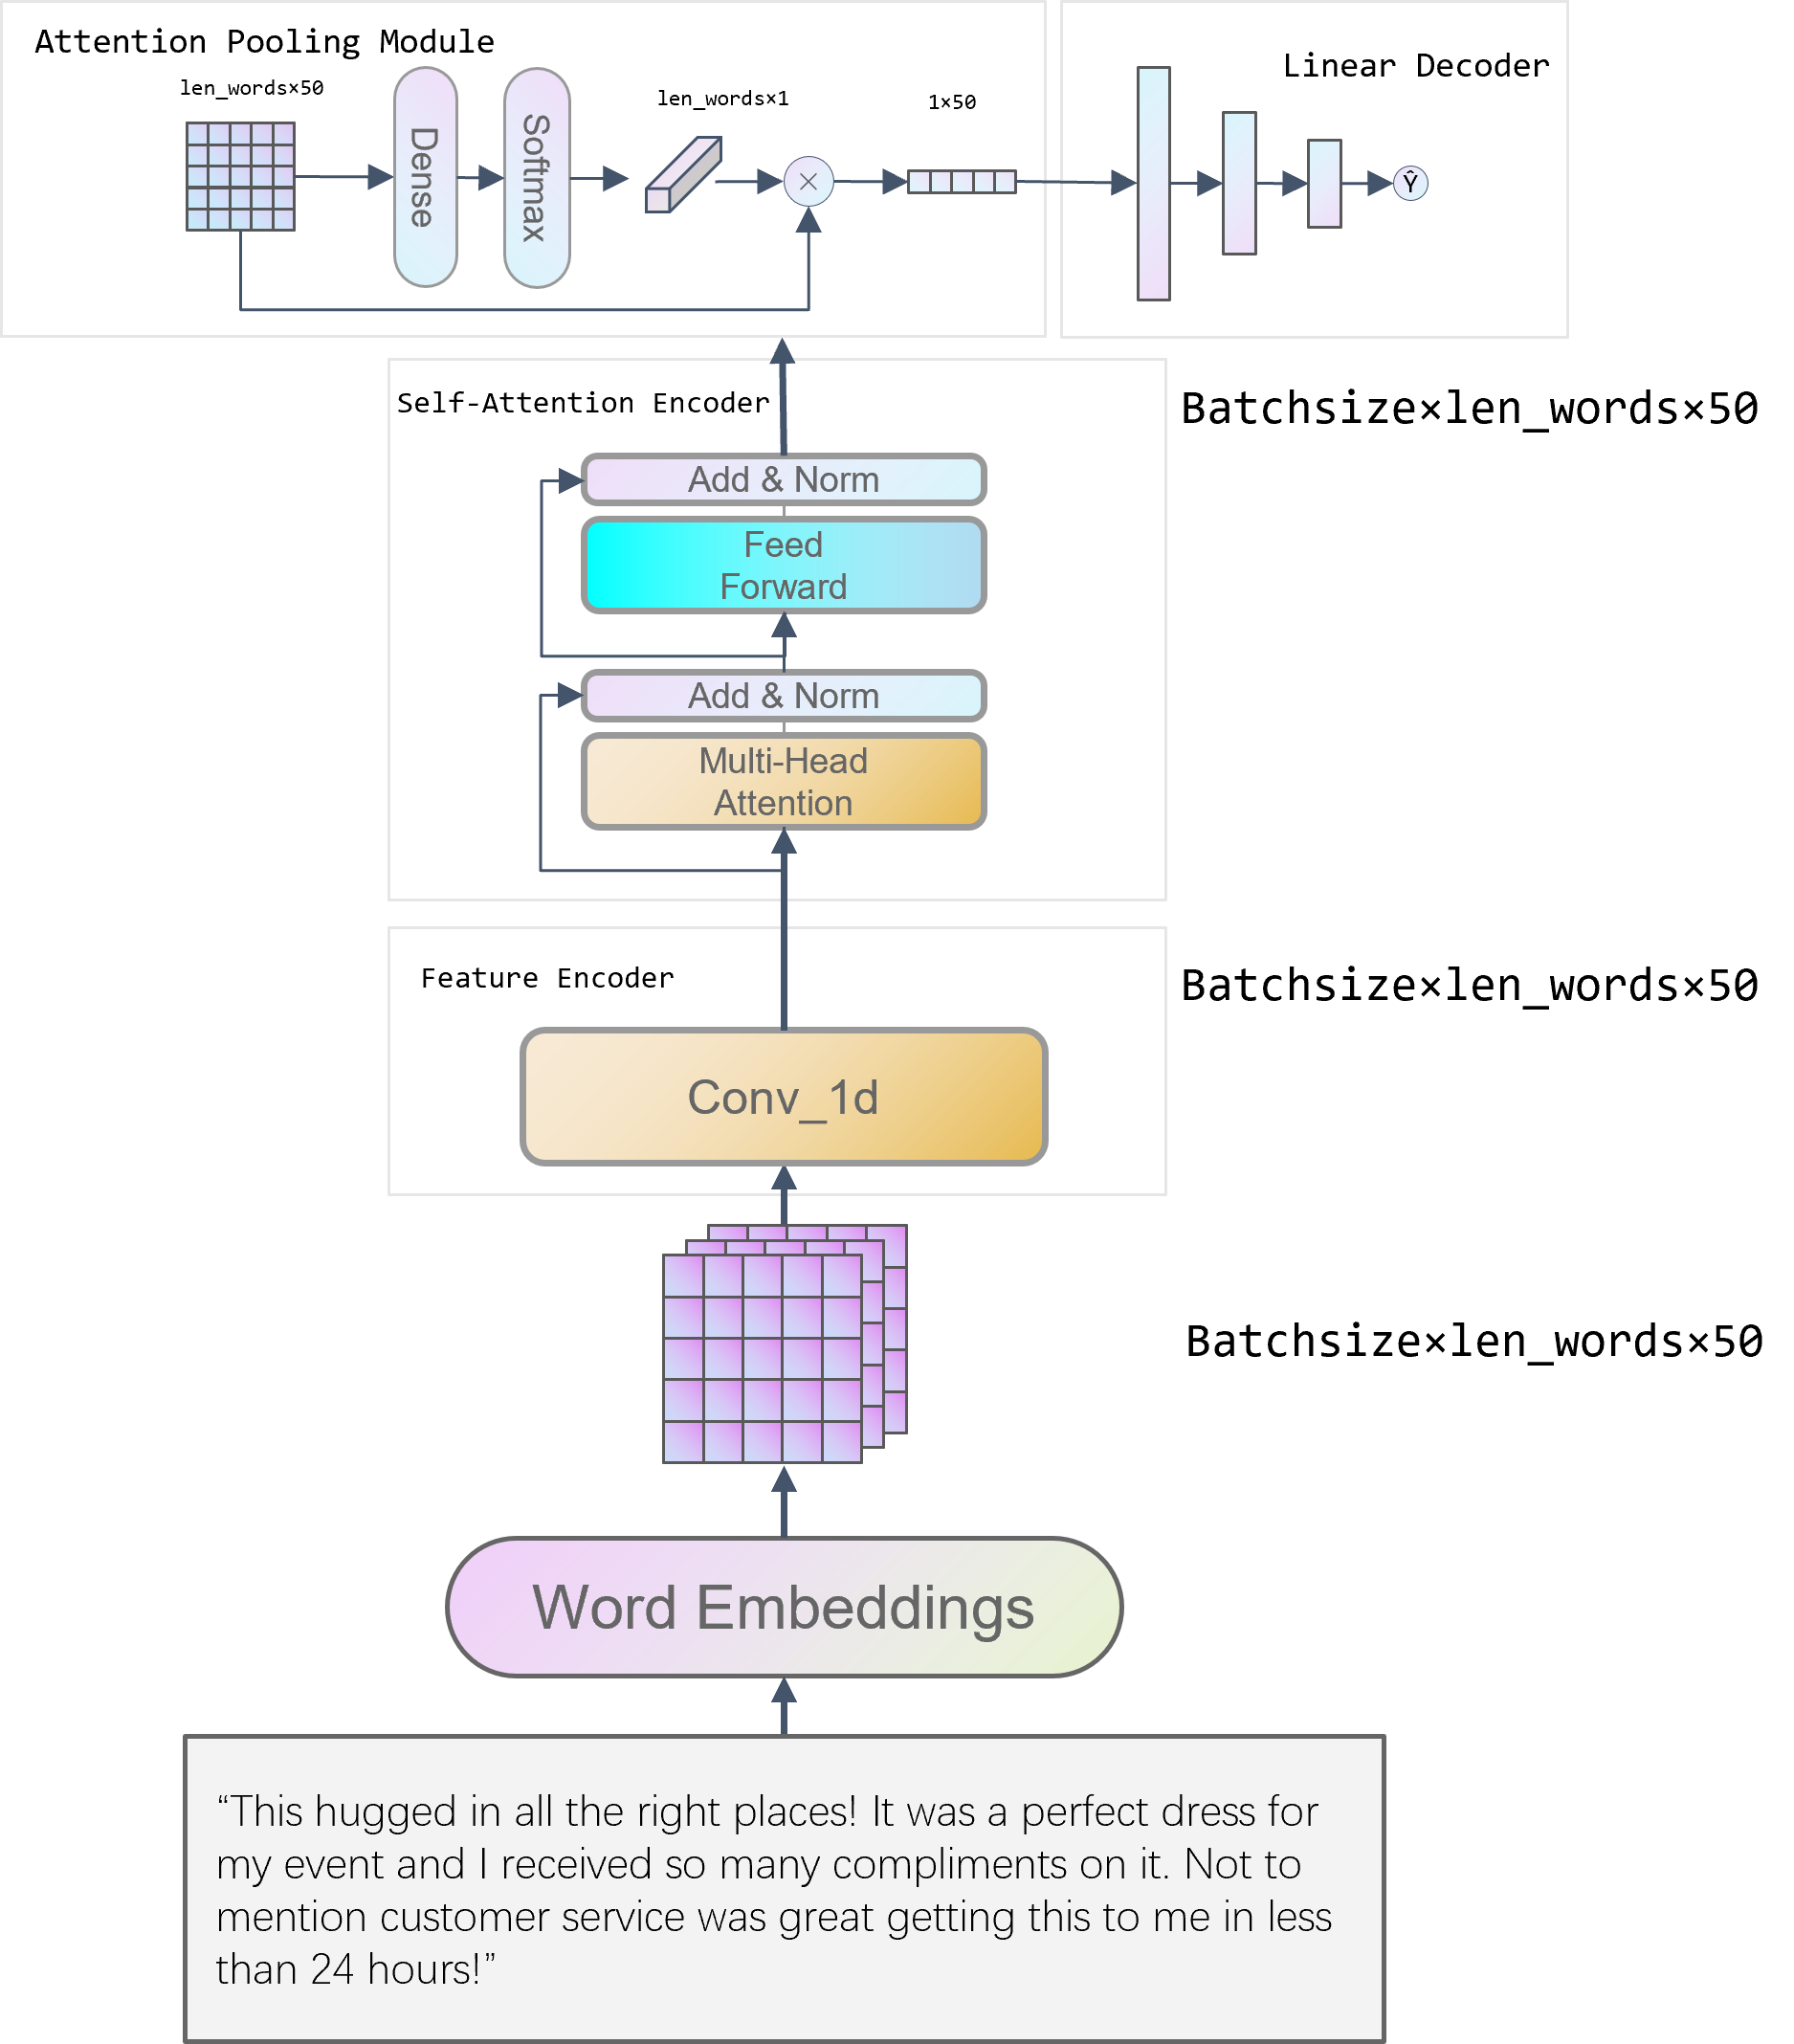 Attention Pooling Module
len_words×50
Dense
Softmax
len_words×1
×
1×50
Linear Decoder
Ŷ
Self-Attention Encoder
Batchsize×len_words×50
Add & Norm
Feed
Forward
Add & Norm
Multi-Head
Attention
Feature Encoder
Batchsize×len_words×50
Conv_1d
Batchsize×len_words×50
Word Embeddings
“This hugged in all the right places! It was a perfect dress for
my event and I received so many compliments on it. Not to
mention customer service was great getting this to me in less
than 24 hours!”